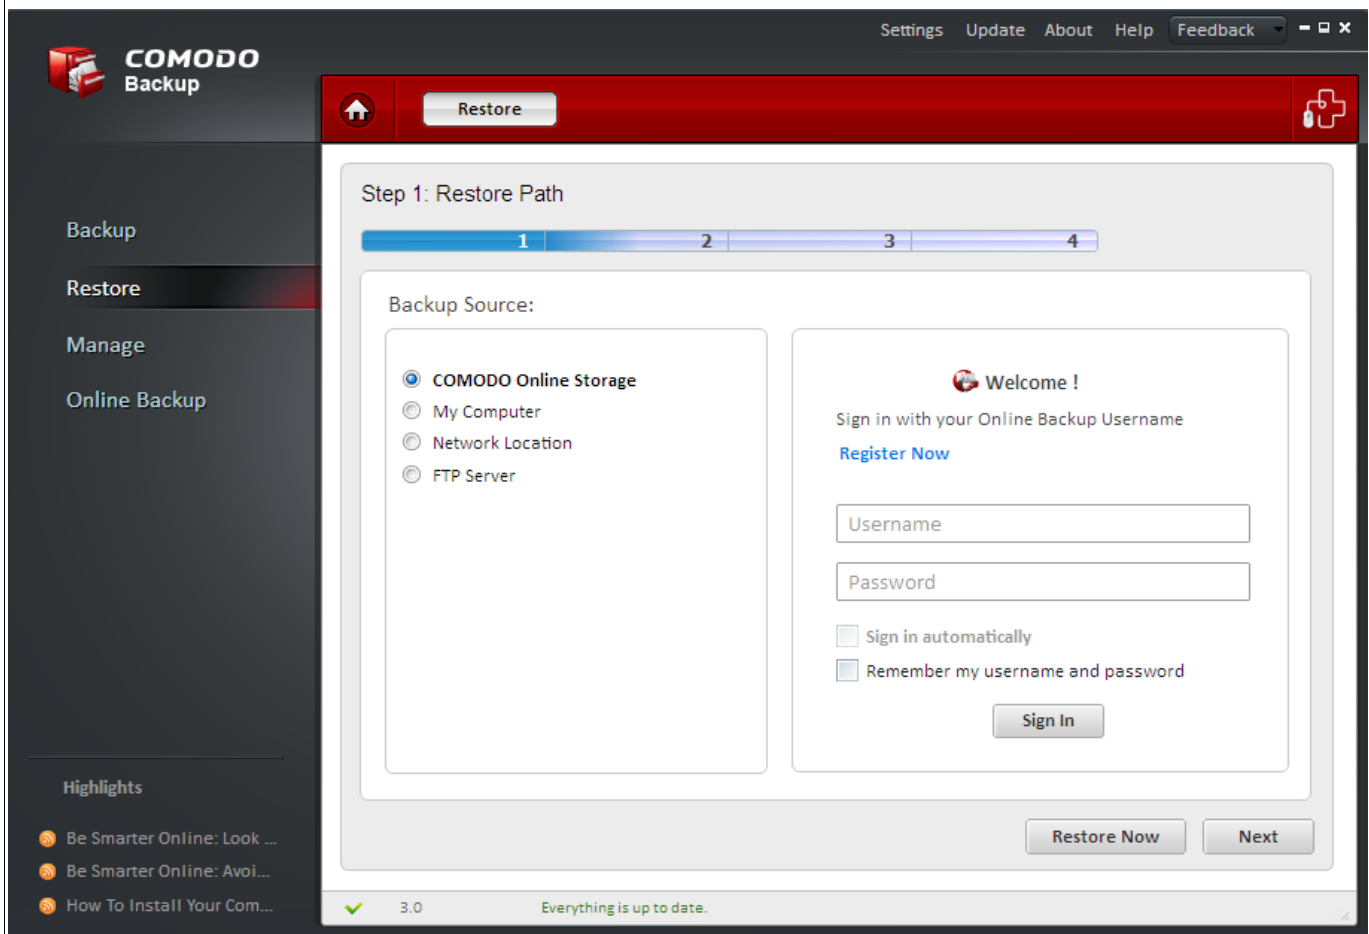 Settings Update About Help Feedback
COMODO
Backup
Restore
Step 1: Restore Path
1 2 3 4
Backup
Restore
Manage
Online Backup
Backup Source:
COMODO Online Storage
My Computer
Network Location
FTP Server
Welcome !
Sign in with your Online Backup Username
Register Now
Username
Password
Sign in automatically
Remember my username and password
Sign In
Highlights
Be Smarter Online: Look ...
Be Smarter Online: Avoi...
How To Install Your Com...
Restore Now Next
3.0 Everything is up to date.